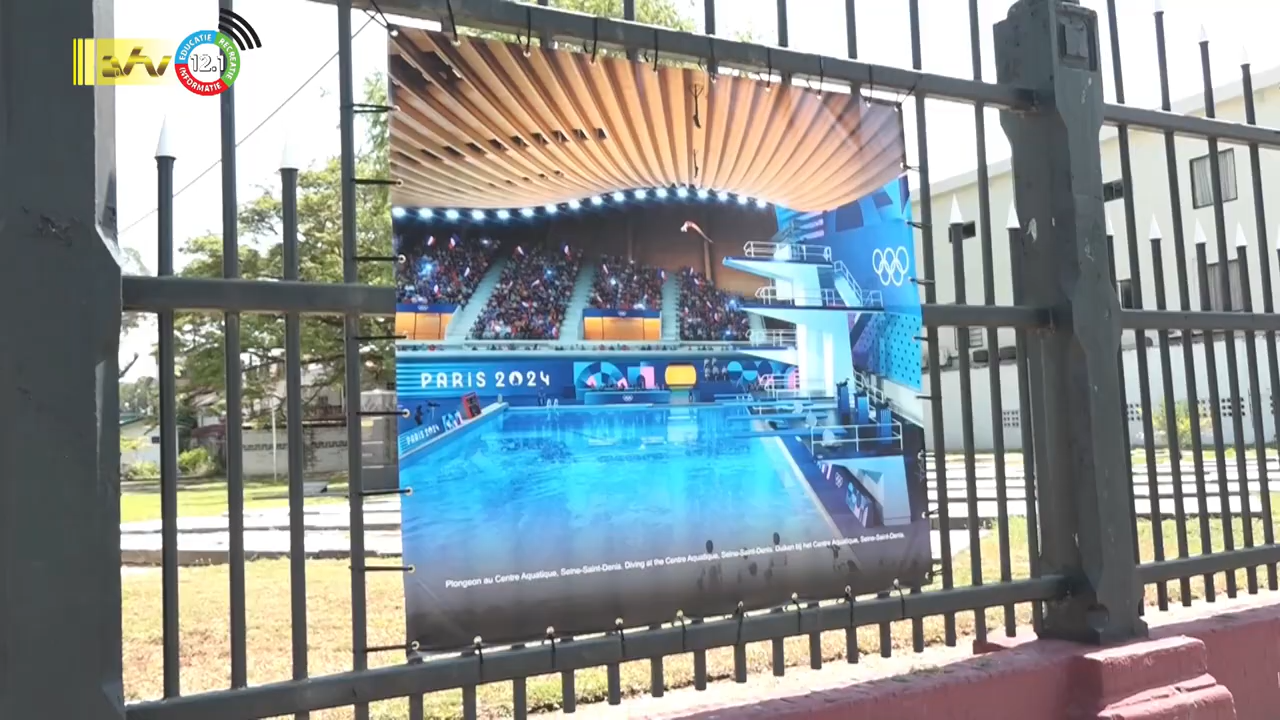 EDUCATIE
RECREATIE
INFORMATIE
12.1
PARIS 2024
PARIS 2024
Plongeon au Centre Aquatique, Seine-Saint-Denis. Diving at the Centre Aquatique, Seine-Saint-Denis. Duiken bij het Centre Aquatique, Seine-Saint-Denis.